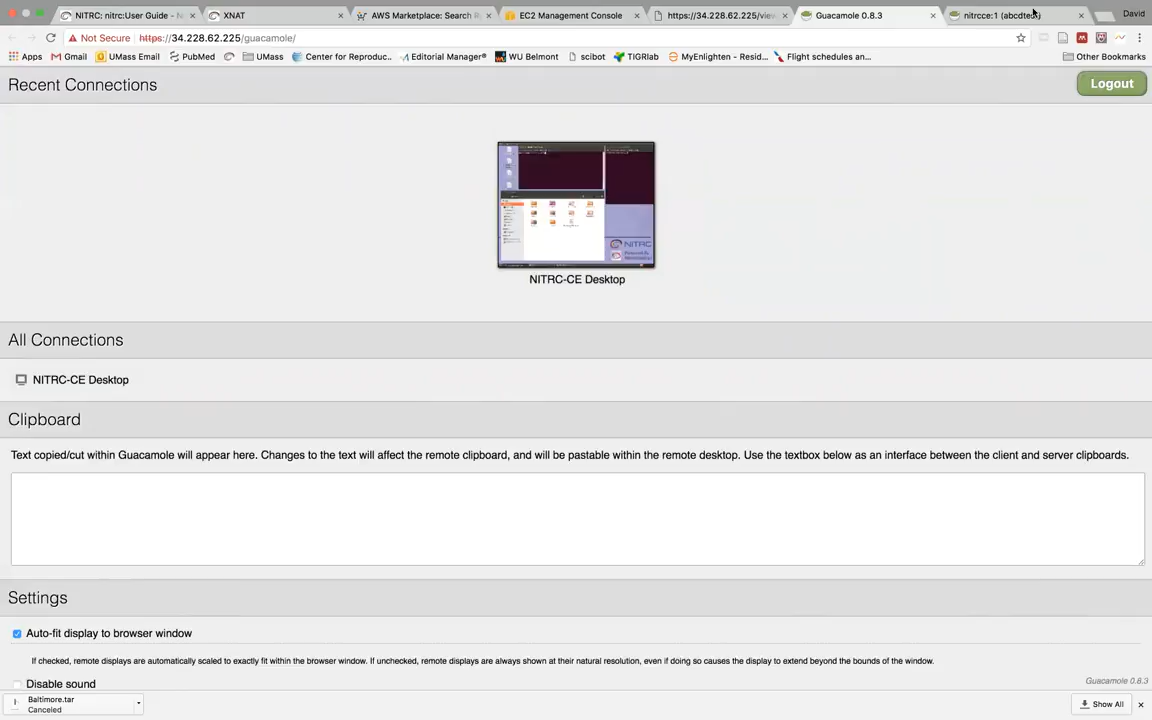 NITRC: nitrc:User Guide - N
XNAT
AWS Marketplace: Search R
EC2 Management Console
https://34.228.62.225/view
Guacamole 0.8.3
nitrcce:1 (abcdtest)
David
Not Secure https://34.228.62.225/guacamole/
Apps
Gmail
UMass Email
PubMed
UMass
Center for Reproduc..
Editorial Manager®
WU Belmont
scibot
TIGRlab
MyEnlighten - Resid...
Flight schedules an...
Other Bookmarks
Recent Connections
Logout
NITRC
NITRC-CE Desktop
All Connections
NITRC-CE Desktop
Clipboard
Text copied/cut within Guacamole will appear here. Changes to the text will affect the remote clipboard, and will be pastable within the remote desktop. Use the textbox below as an interface between the client and server clipboards.
Settings
Auto-fit display to browser window
If checked, remote displays are automatically scaled to exactly fit within the browser window. If unchecked, remote displays are always shown at their natural resolution, even if doing so causes the display to extend beyond the bounds of the window.
Disable sound
Guacamole 0.8.3
Baltimore.tar
Canceled
Show All